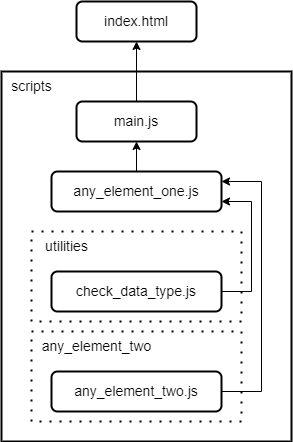 index.html
scripts
main.js
any_element_one.js
utilities
check_data_type.js
any_element_two
any_element_two.js